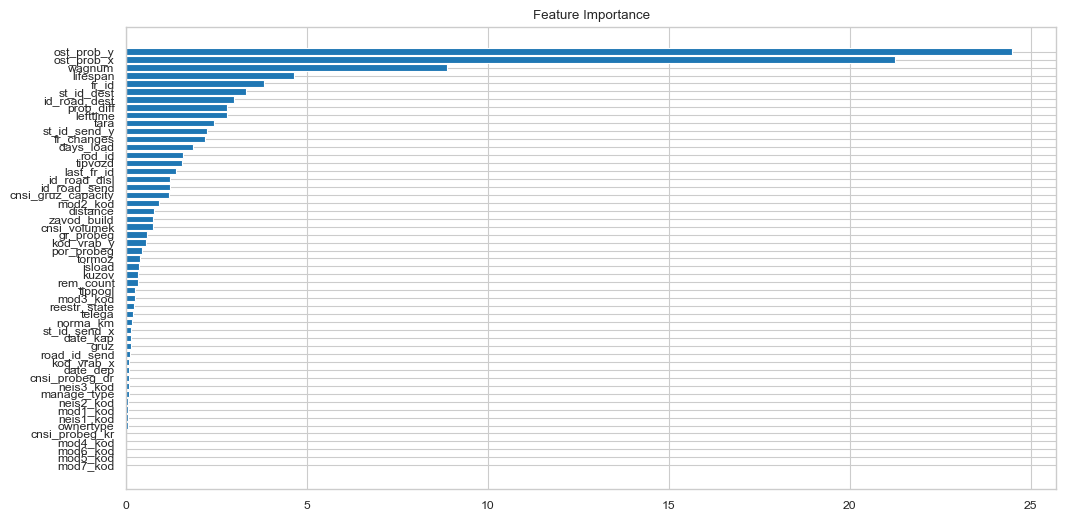 Feature Importance
ost_prob_y
ost_prob_x
wagnum
lifespan
fr_id
st_id_dest
id_road_dest
prob_diff
lefttime
tara
st_id_send_y
fr_changes
days_load
rod_id
tipvozd
last_fr_id
id_road_disl
id_road_send
cnsi_gruz_capacity
mod2_kod
distance
zavod_build
cnsi_volumek
gr_probeg
kod_vrab_y
por_probeg
tormoz
isload
kuzov
rem_count
tippogl
mod3_kod
reestr_state
telega
norma_km
st_id_send_x
date_kap
gruz
road_id_send
kod_vrab_x
date_dep
cnsi_probeg_dr
neis3_kod
manage_type
neis2_kod
mod1_kod
neis1_kod
ownertype
cnsi_probeg_kr
mod4_kod
mod6_kod
mod5_kod
mod7_kod
0 5 10 15 20 25